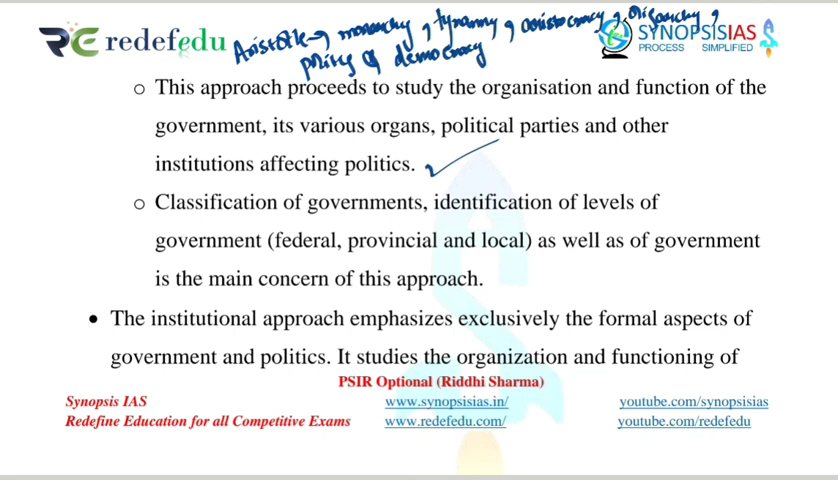 redefedu
Aristotle → monarchy, tyranny, aristocracy, oligarchy,
polity & democracy
SYNOPSISIAS
PROCESS SIMPLIFIED
o This approach proceeds to study the organisation and function of the
government, its various organs, political parties and other
institutions affecting politics.
o Classification of governments, identification of levels of
government (federal, provincial and local) as well as of government
is the main concern of this approach.
• The institutional approach emphasizes exclusively the formal aspects of
government and politics. It studies the organization and functioning of
PSIR Optional (Riddhi Sharma)
Synopsis IAS www.synopsisias.in/ youtube.com/synopsisias
Redefine Education for all Competitive Exams www.redefedu.com/ youtube.com/redefedu